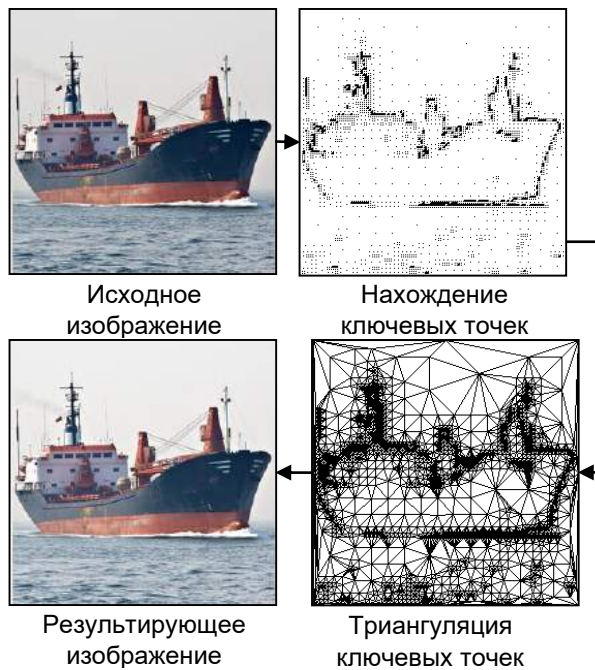 Исходное
изображение
Нахождение
ключевых точек
Результирующее
изображение
Триангуляция
ключевых точек